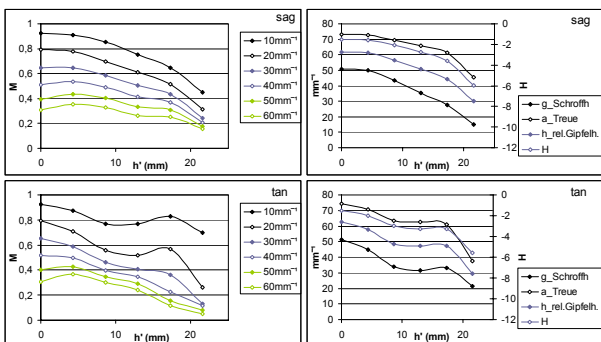 sag
1
0,8
0,6
0,4
0,2
0
M
0 10 20
h' (mm)
10mm⁻¹
20mm⁻¹
30mm⁻¹
40mm⁻¹
50mm⁻¹
60mm⁻¹
sag
80
70
60
50
40
30
20
10
0
mm⁻¹
0 10 20
h' (mm)
0
-2
-4
-6
-8
-10
-12
H
g_Schroffh
a_Treue
h_rel.Gipfelh.
H
tan
1
0,8
0,6
0,4
0,2
0
M
0 10 20
h' (mm)
10mm⁻¹
20mm⁻¹
30mm⁻¹
40mm⁻¹
50mm⁻¹
60mm⁻¹
tan
80
70
60
50
40
30
20
10
0
mm⁻¹
0 10 20
h' (mm)
0
-2
-4
-6
-8
-10
-12
H
g_Schroffh
a_Treue
h_rel.Gipfelh.
H